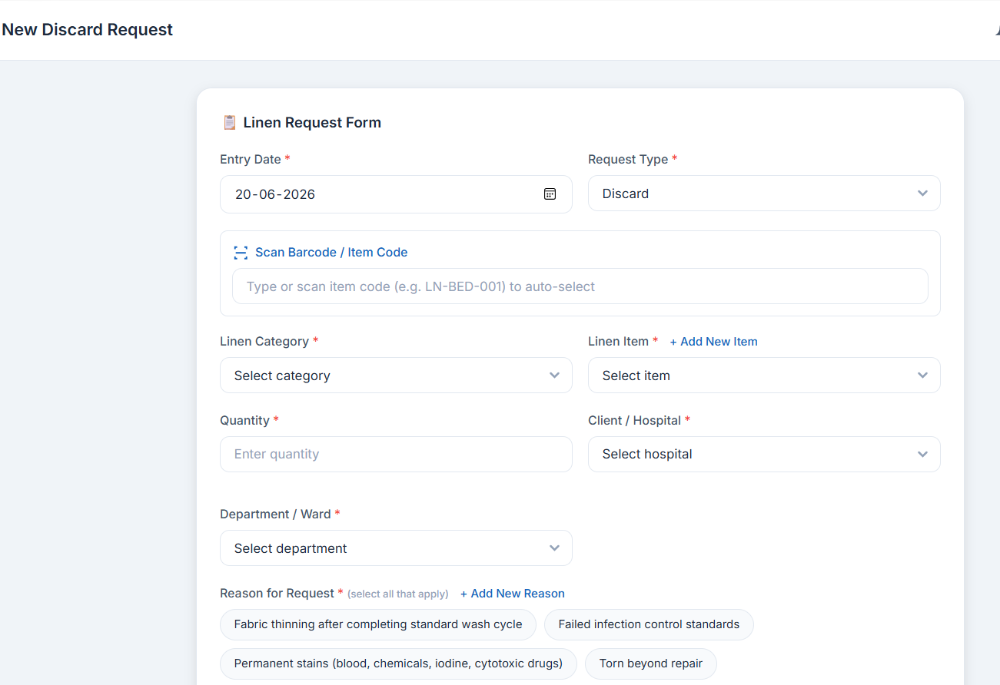 New Discard Request
Linen Request Form
Entry Date *
Request Type *
20-06-2026
Discard
Scan Barcode / Item Code
Type or scan item code (e.g. LN-BED-001) to auto-select
Linen Category *
Linen Item * + Add New Item
Select category
Select item
Quantity *
Client / Hospital *
Enter quantity
Select hospital
Department / Ward *
Select department
Reason for Request * (select all that apply) + Add New Reason
Fabric thinning after completing standard wash cycle
Failed infection control standards
Permanent stains (blood, chemicals, iodine, cytotoxic drugs)
Torn beyond repair